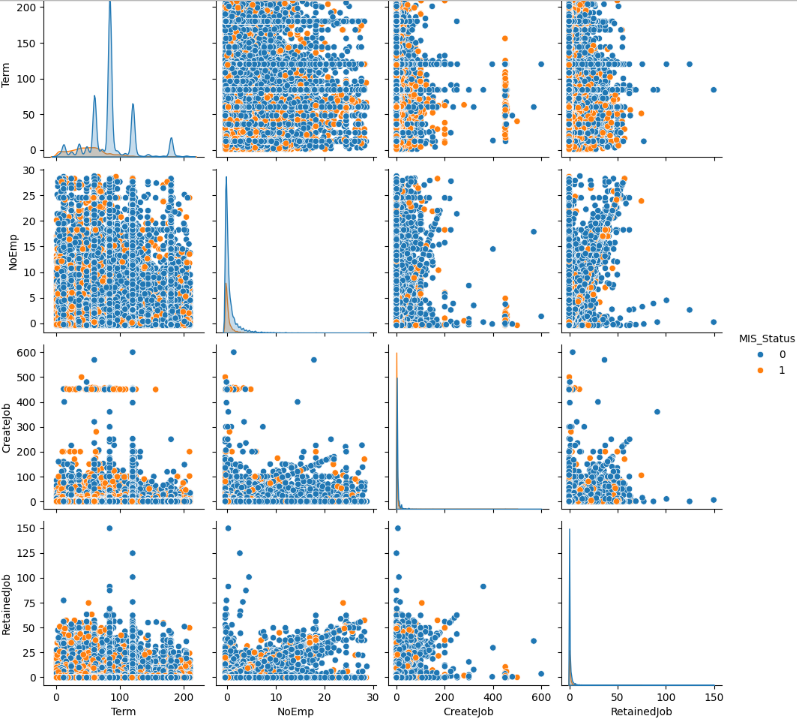 200
150
100
50
0
Term
30
25
20
15
10
5
0
NoEmp
600
500
400
300
200
100
0
CreateJob
150
125
100
75
50
25
0
RetainedJob
0 100 200
Term
0 10 20 30
NoEmp
0 200 400 600
CreateJob
0 50 100 150
RetainedJob
MIS_Status
0
1